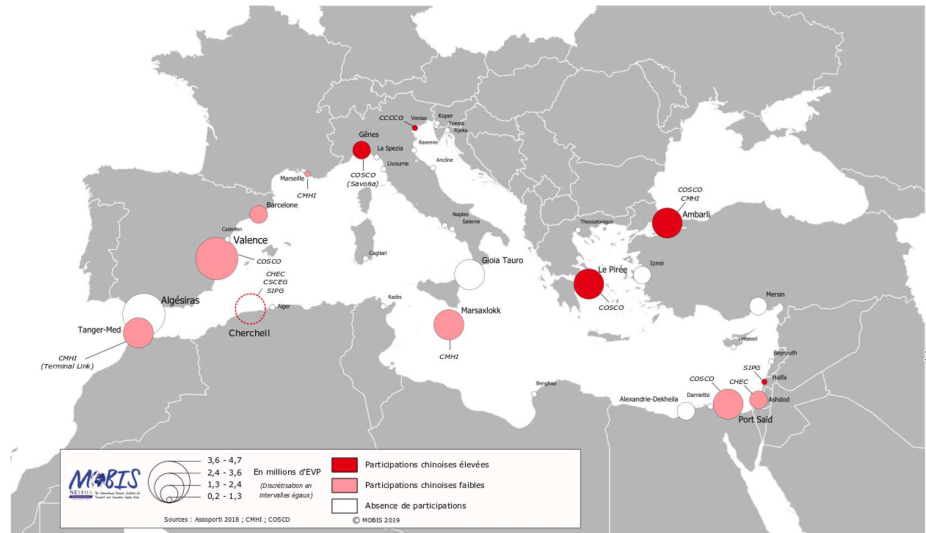 CCCCG
Venise
Koper
Trieste
Rijeka
Gênes
Ravenne
La Spezia
Livourne
Ancône
COSCO
(Savona)
Marseille
CMHI
Barcelone
Castellon
Valence
COSCO
CHEC
CSCEG
SIPG
Alger
Cherchell
Algésiras
Tanger-Med
CMHI
(Terminal Link)
Naples
Salerne
Cagliari
Gioia Tauro
Radès
Marsaxlokk
CMHI
Benghazi
Thessalonique
COSCO
CMHI
Ambarli
Le Pirée
COSCO
Izmir
Mersin
Limassol
Beyrouth
SIPG
Haïfa
COSCO
CHEC
Ashdod
Alexandrie-Dekheila
Damiette
Port Saïd
MOBIS
NEOMA
3,6 - 4,7
2,4 - 3,6
1,3 - 2,4
0,2 - 1,3
En millions d'EVP
(Discrétisation en
Intervalles égaux)
Participations chinoises élevées
Participations chinoises faibles
Absence de participations
Sources : Assoporti 2018 ; CMHI ; COSCO
© MOBIS 2019